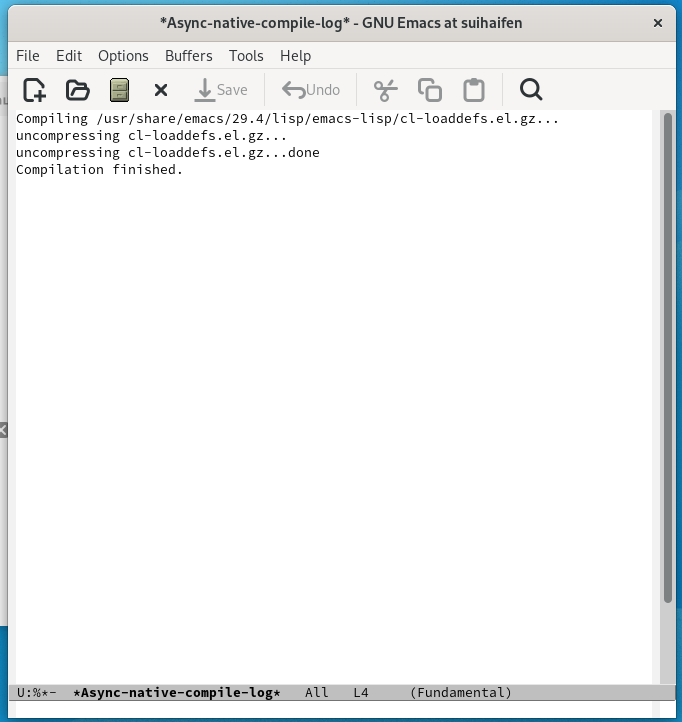 *Async-native-compile-log* - GNU Emacs at suihaifen
File Edit Options Buffers Tools Help
Save Undo
Compiling /usr/share/emacs/29.4/lisp/emacs-lisp/cl-loaddefs.el.gz...
uncompressing cl-loaddefs.el.gz...
uncompressing cl-loaddefs.el.gz...done
Compilation finished.
U:%*- *Async-native-compile-log* All L4 (Fundamental)